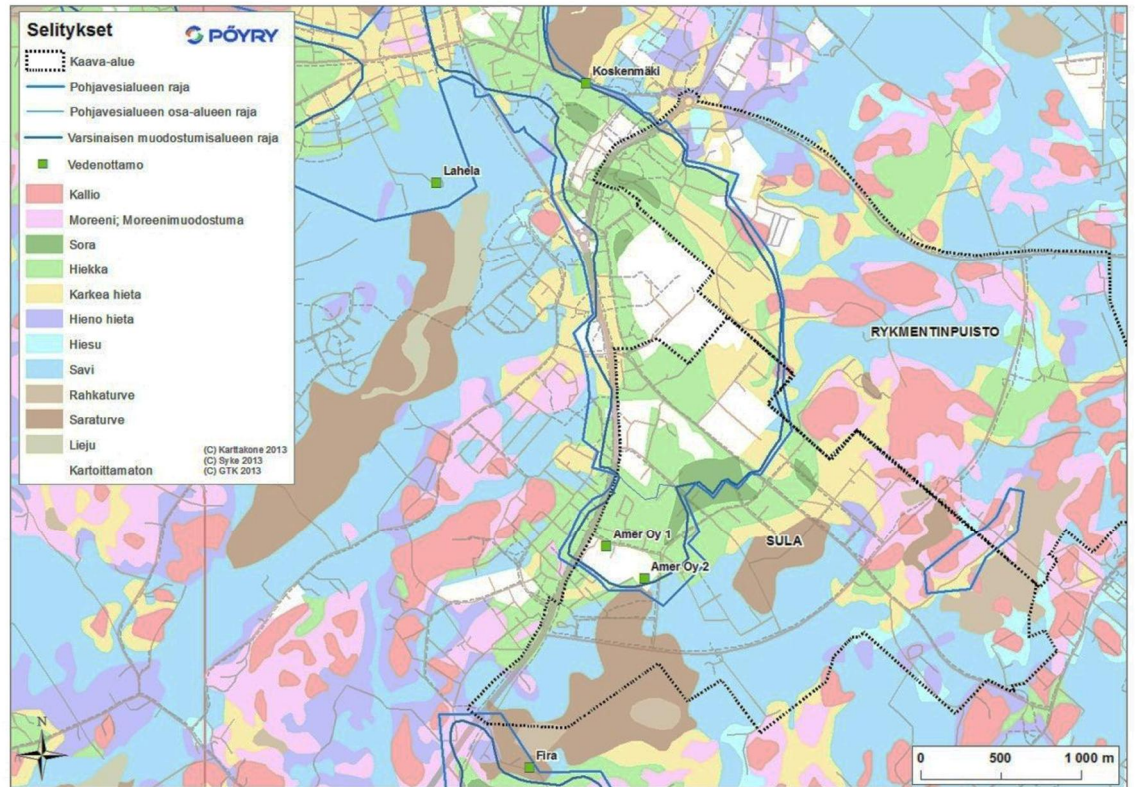 Selitykset
PÖYRY
Kaava-alue
Pohjavesialueen raja
Pohjavesialueen osa-alueen raja
Varsinaisen muodostumisalueen raja
Vedenottamo
Kallio
Moreeni; Moreenimuodostuma
Sora
Hiekka
Karkea hieta
Hieno hieta
Hiesu
Savi
Rahkaturve
Saraturve
Lieju
Kartoittamaton
(C) Karttakone 2013
(C) Syke 2013
(C) GTK 2013
Koskenmäki
Lahela
RYKMENTINPUISTO
Amer Oy 1
SULA
Amer Oy 2
Fira
N
0 500 1 000 m